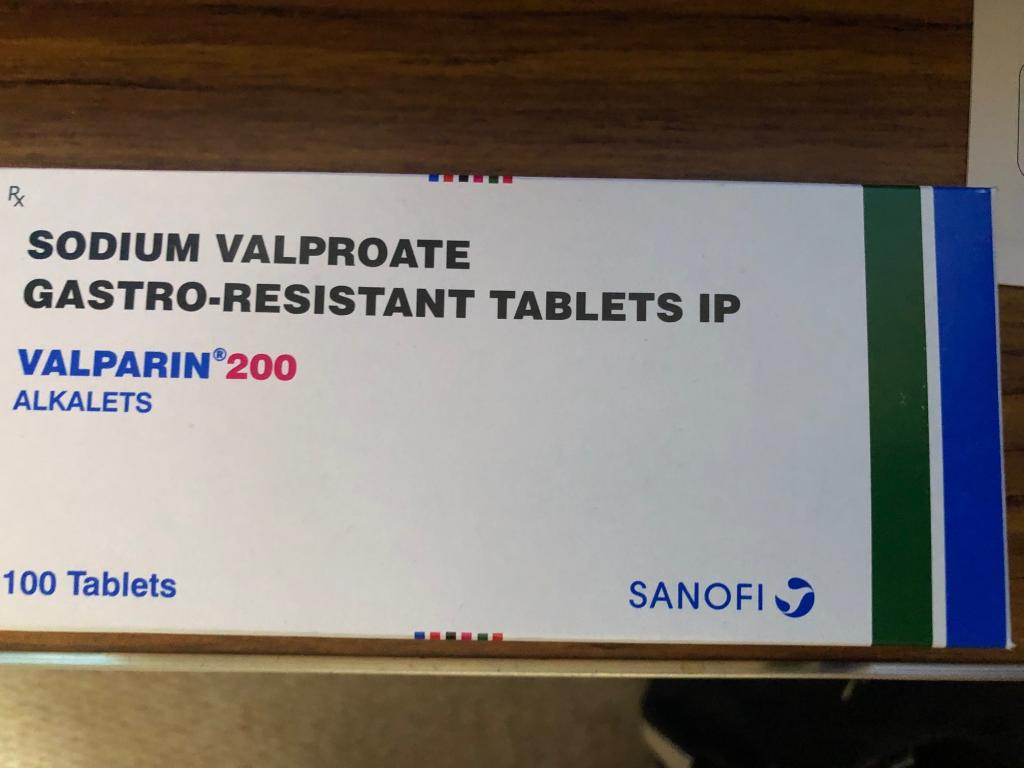 Rx
SODIUM VALPROATE
GASTRO-RESISTANT TABLETS IP
VALPARIN®200
ALKALETS
100 Tablets
SANOFI